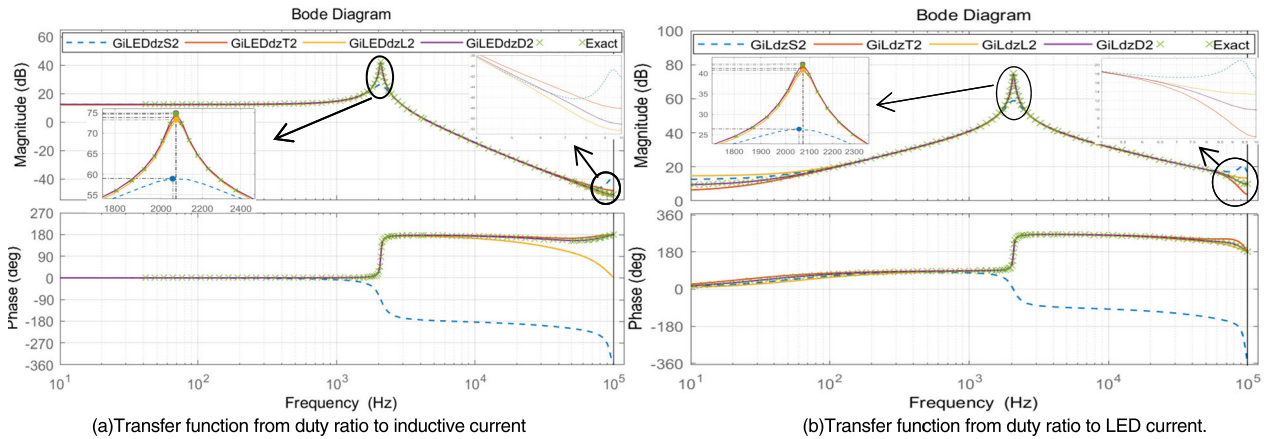 Bode Diagram
GiLEDdzS2 GiLEDdzT2 GiLEDdzL2 GiLEDdzD2 Exact
Magnitude (dB)
60
40
20
0
-20
-40
75
70
65
60
55
1800 2000 2200 2400
Phase (deg)
270
180
90
0
-90
-180
-270
-360
10^1 10^2 10^3 10^4 10^5
Frequency (Hz)
(a)Transfer function from duty ratio to inductive current
Bode Diagram
GiLdzS2 GiLdzT2 GiLdzL2 GiLdzD2 Exact
Magnitude (dB)
100
80
60
40
20
0
40
35
30
25
1800 1900 2000 2100 2200 2300
Phase (deg)
360
180
0
-180
-360
10^1 10^2 10^3 10^4 10^5
Frequency (Hz)
(b)Transfer function from duty ratio to LED current.